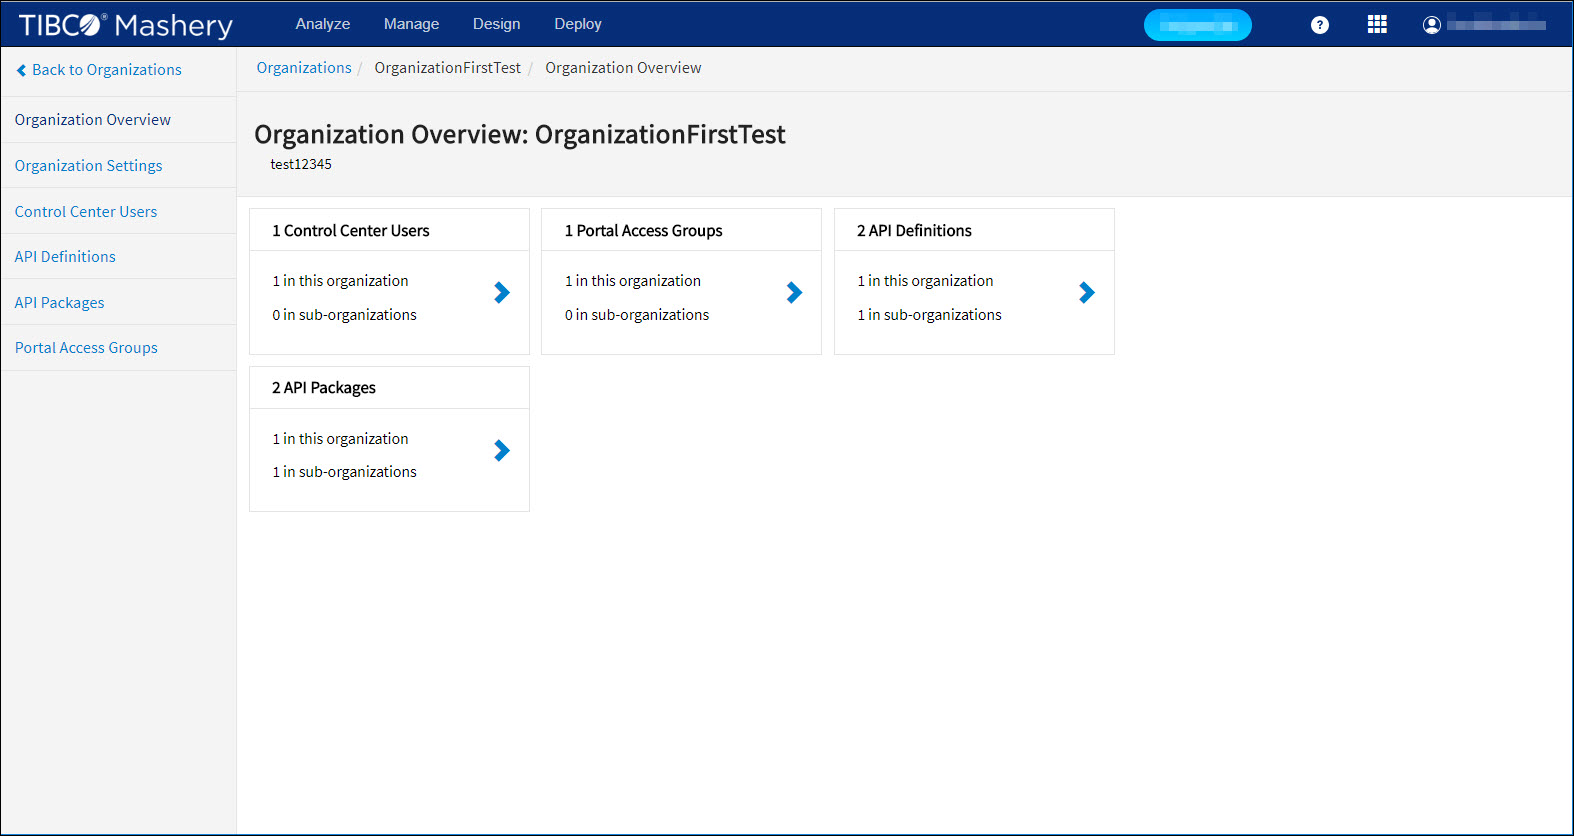 TIBCO® Mashery Analyze Manage Design Deploy ?
Back to Organizations
Organizations / OrganizationFirstTest / Organization Overview
Organization Overview
Organization Settings
Control Center Users
API Definitions
API Packages
Portal Access Groups
Organization Overview: OrganizationFirstTest
test12345
1 Control Center Users
1 in this organization
0 in sub-organizations
1 Portal Access Groups
1 in this organization
0 in sub-organizations
2 API Definitions
1 in this organization
1 in sub-organizations
2 API Packages
1 in this organization
1 in sub-organizations